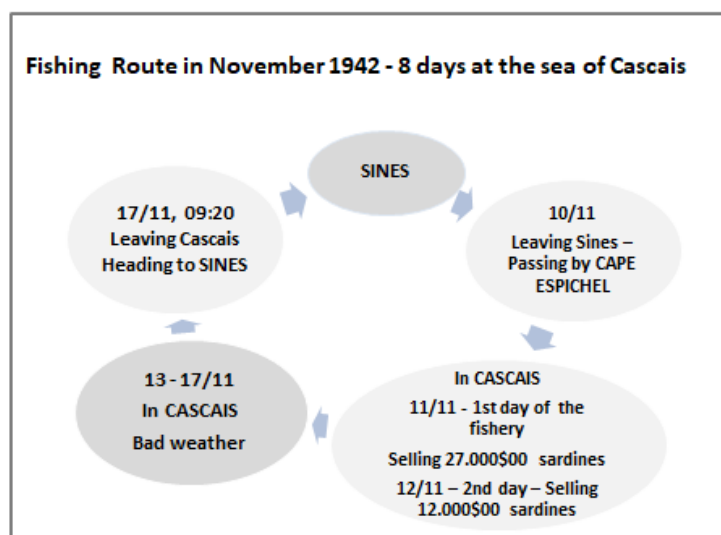 Fishing Route in November 1942 - 8 days at the sea of Cascais
SINES
10/11
Leaving Sines –
Passing by CAPE
ESPICHEL
In CASCAIS
11/11 - 1st day of the
fishery
Selling 27.000$00 sardines
12/11 – 2nd day – Selling
12.000$00 sardines
13 - 17/11
In CASCAIS
Bad weather
17/11, 09:20
Leaving Cascais
Heading to SINES